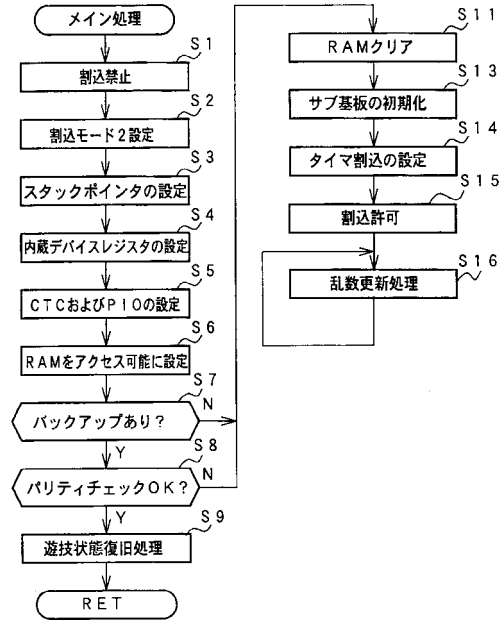 メイン処理
S1
割込禁止
S2
割込モード2設定
S3
スタックポインタの設定
S4
内蔵デバイスレジスタの設定
S5
CTCおよびPIOの設定
S6
RAMをアクセス可能に設定
S7
バックアップあり?
N
Y
S8
パリティチェックOK?
N
Y
S9
遊技状態復旧処理
RET
S11
RAMクリア
S13
サブ基板の初期化
S14
タイマ割込の設定
S15
割込許可
S16
乱数更新処理